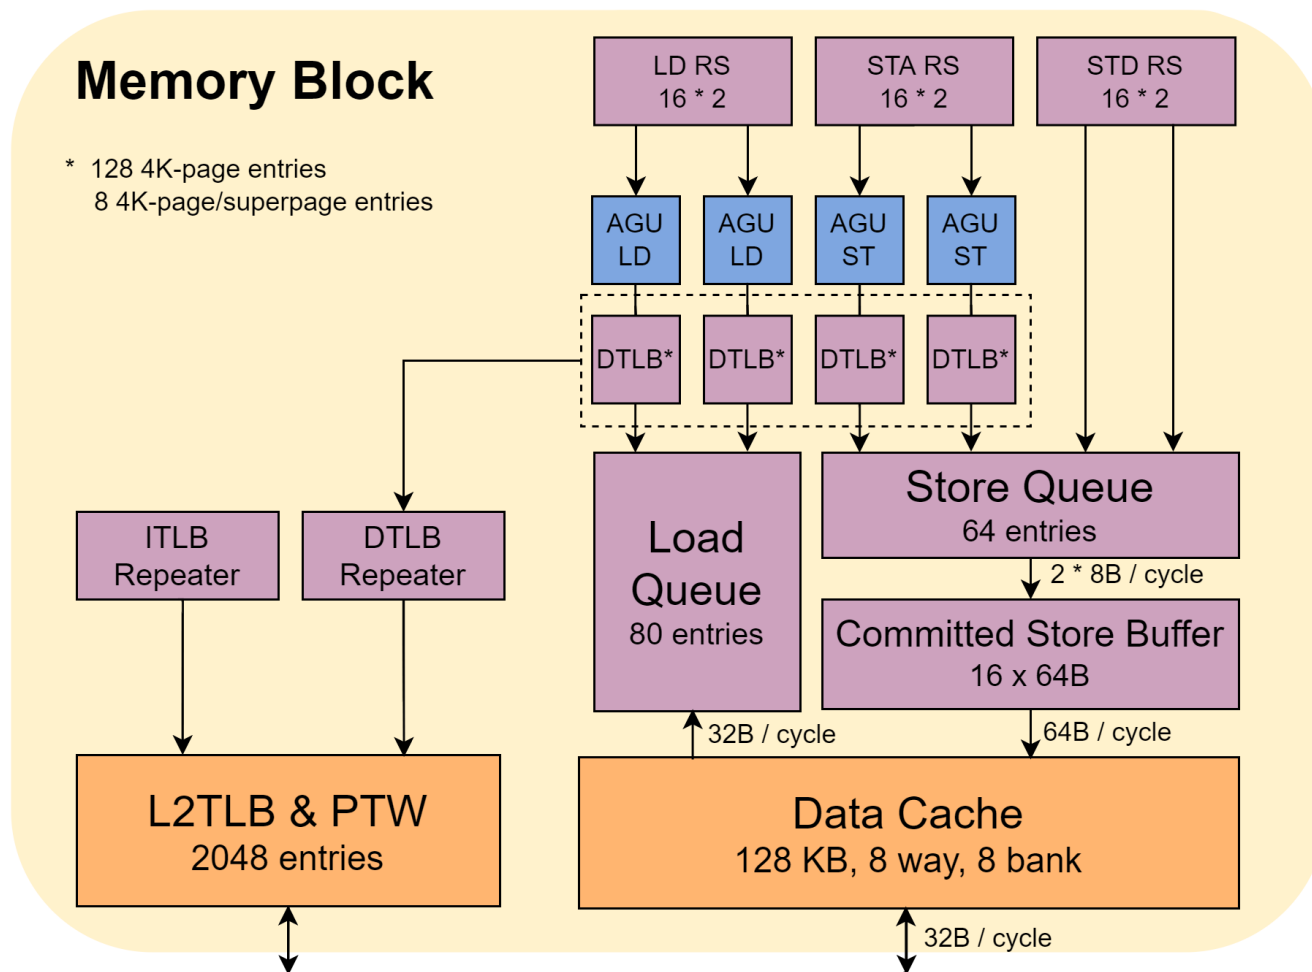 Memory Block
* 128 4K-page entries
8 4K-page/superpage entries
LD RS
16 * 2
STA RS
16 * 2
STD RS
16 * 2
AGU
LD
AGU
LD
AGU
ST
AGU
ST
DTLB*
DTLB*
DTLB*
DTLB*
ITLB
Repeater
DTLB
Repeater
Load
Queue
80 entries
Store Queue
64 entries
2 * 8B / cycle
Committed Store Buffer
16 x 64B
32B / cycle
64B / cycle
L2TLB & PTW
2048 entries
Data Cache
128 KB, 8 way, 8 bank
32B / cycle